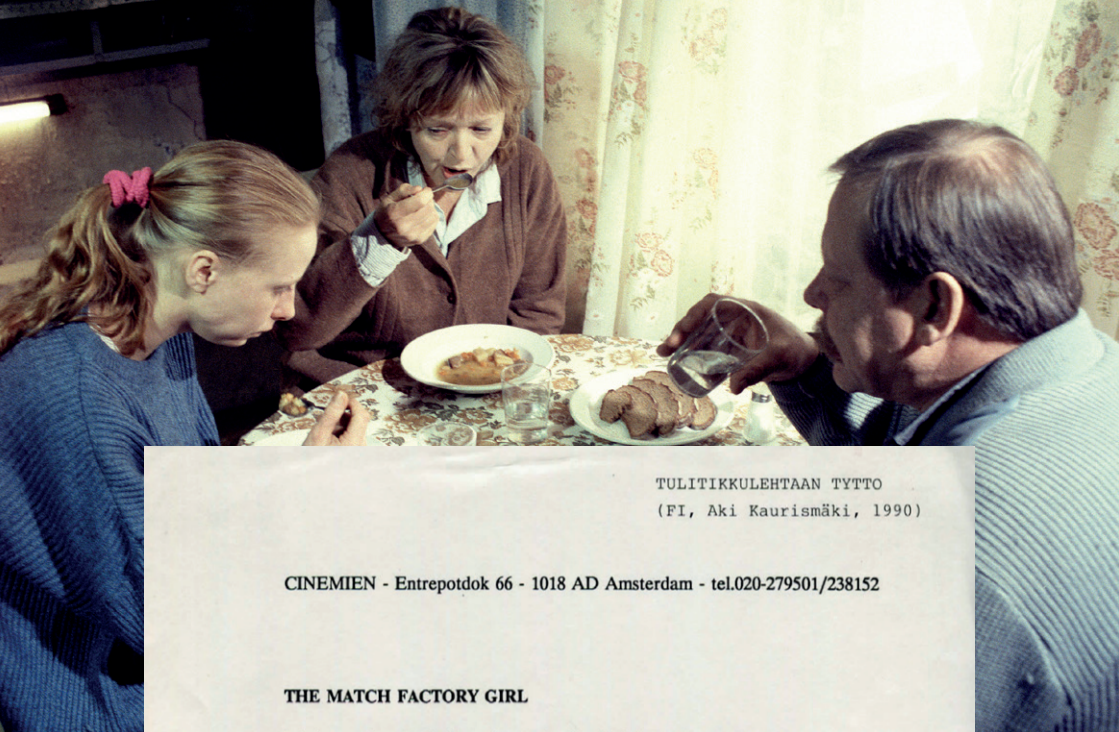 TULITIKKULEHTAAN TYTTO
(FI, Aki Kaurismäki, 1990)
CINEMIEN - Entrepotdok 66 - 1018 AD Amsterdam - tel.020-279501/238152
THE MATCH FACTORY GIRL